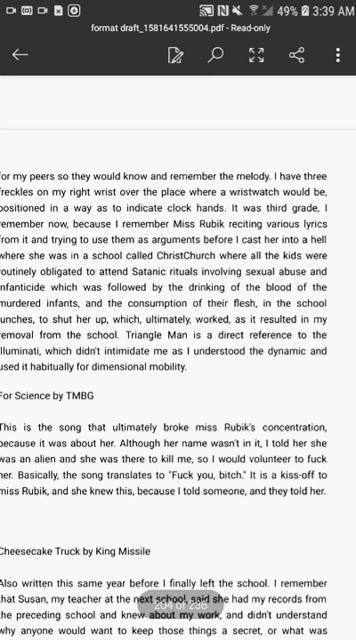 49% 3:39 AM
format draft_1581641555004.pdf - Read-only
for my peers so they would know and remember the melody. I have three
freckles on my right wrist over the place where a wristwatch would be,
positioned in a way as to indicate clock hands. It was third grade, I
remember now, because I remember Miss Rubik reciting various lyrics
from it and trying to use them as arguments before I cast her into a hell
where she was in a school called ChristChurch where all the kids were
routinely obligated to attend Satanic rituals involving sexual abuse and
infanticide which was followed by the drinking of the blood of the
murdered infants, and the consumption of their flesh, in the school
lunches, to shut her up, which, ultimately, worked, as it resulted in my
removal from the school. Triangle Man is a direct reference to the
Illuminati, which didn't intimidate me as I understood the dynamic and
used it habitually for dimensional mobility.
For Science by TMBG
This is the song that ultimately broke miss Rubik's concentration,
because it was about her. Although her name wasn't in it, I told her she
was an alien and she was there to kill me, so I would volunteer to fuck
her. Basically, the song translates to "Fuck you, bitch." It is a kiss-off to
miss Rubik, and she knew this, because I told someone, and they told her.
Cheesecake Truck by King Missile
Also written this same year before I finally left the school. I remember
that Susan, my teacher at the next school, said she had my records from
the preceding school and knew about my work, and didn't understand
204 of 238
why anyone would want to keep those things a secret, or what was